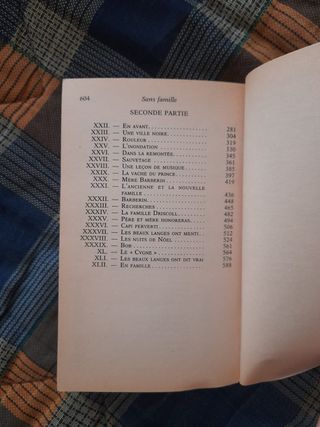 604 Sans famille
SECONDE PARTIE
XXII. — En avant. 281
XXIII. — Une ville noire. 304
XXIV. — Rouleur 319
XXV. — L'inondation 330
XXVI. — Dans la remontée. 345
XXVII. — Sauvetage 361
XXVIII. — Une leçon de musique. 385
XXIX. — La vache du prince. 397
XXX. — Mère Barberin 419
XXXI. — L'ancienne et la nouvelle
famille. 436
XXXII. — Barberin. 448
XXXIII. — Recherches 465
XXXIV. — La famille Driscoll 482
XXXV. — Père et mère honoreras. 494
XXXVI. — Capi perverti 506
XXXVII. — Les beaux langes ont menti. 512
XXXVIII. — Les nuits de Noël 524
XXXIX. — Bob 561
XL. — Le « Cygne » 564
XLI. — Les beaux langes ont dit vrai 576
XLII. — En famille 588